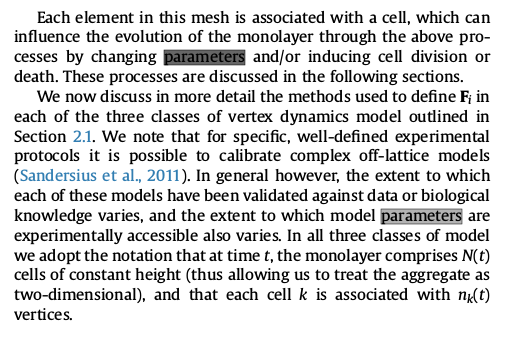 Each element in this mesh is associated with a cell, which can
influence the evolution of the monolayer through the above pro-
cesses by changing parameters and/or inducing cell division or
death. These processes are discussed in the following sections.
We now discuss in more detail the methods used to define Fi in
each of the three classes of vertex dynamics model outlined in
Section 2.1. We note that for specific, well-defined experimental
protocols it is possible to calibrate complex off-lattice models
(Sandersius et al., 2011). In general however, the extent to which
each of these models have been validated against data or biological
knowledge varies, and the extent to which model parameters are
experimentally accessible also varies. In all three classes of model
we adopt the notation that at time t, the monolayer comprises N(t)
cells of constant height (thus allowing us to treat the aggregate as
two-dimensional), and that each cell k is associated with nk(t)
vertices.